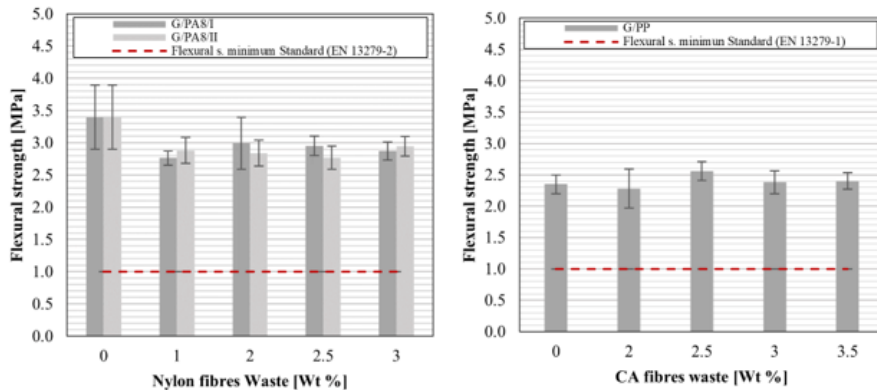 G/PA8/I
G/PA8/II
Flexural s. minimum Standard (EN 13279-2)
Flexural strength [MPa]
5.0
4.5
4.0
3.5
3.0
2.5
2.0
1.5
1.0
0.5
0.0
0 1 2 2.5 3
Nylon fibres Waste [Wt %]
G/PP
Flexural s. minimun Standard (EN 13279-1)
Flexural strength [MPa]
5.0
4.5
4.0
3.5
3.0
2.5
2.0
1.5
1.0
0.5
0.0
0 2 2.5 3 3.5
CA fibres waste [Wt %]